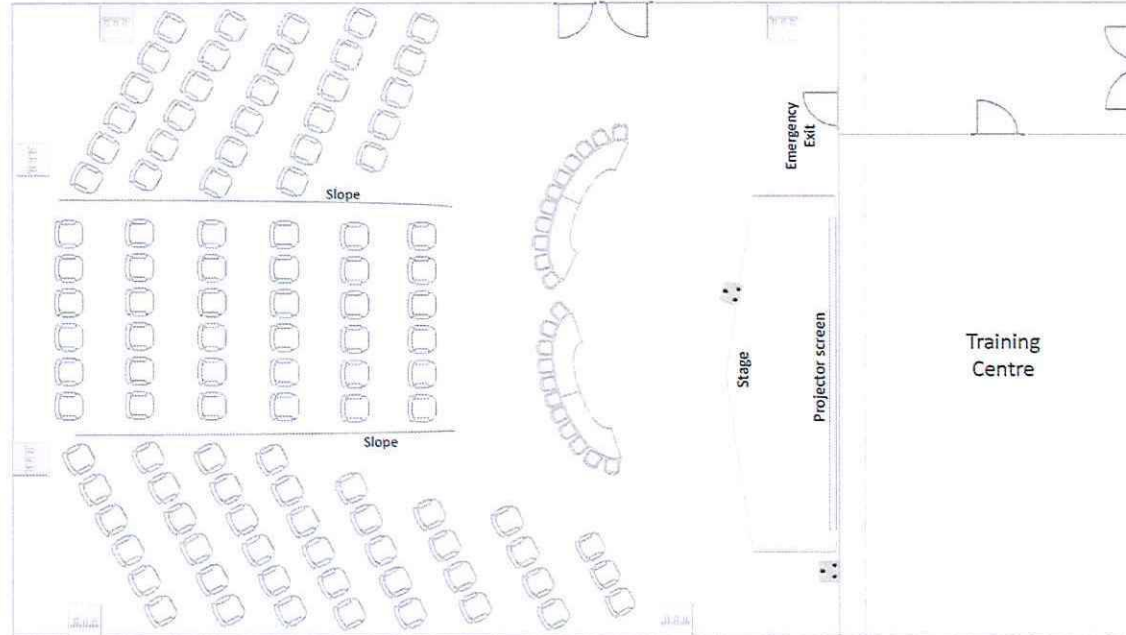 Emergency
Exit
Slope
Stage
Projector screen
Training
Centre
Slope